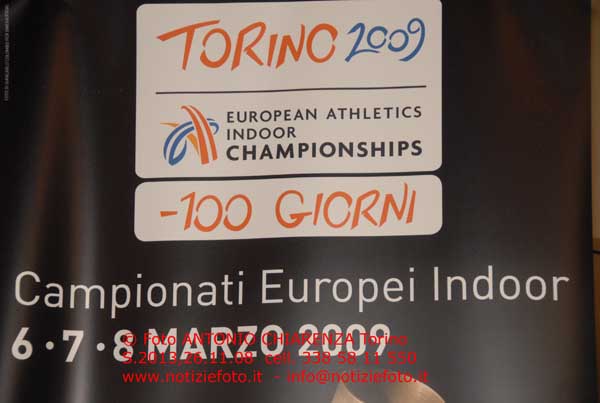 TORINO 2009
EUROPEAN ATHLETICS
INDOOR
CHAMPIONSHIPS
-100 GIORNI
Campionati Europei Indoor
6·7·8 MARZO 2009
© Foto ANTONIO CHIARENZA Torino
S.2013,26.11.08 cell. 338 58 11 550
www.notiziefoto.it - info@notiziefoto.it